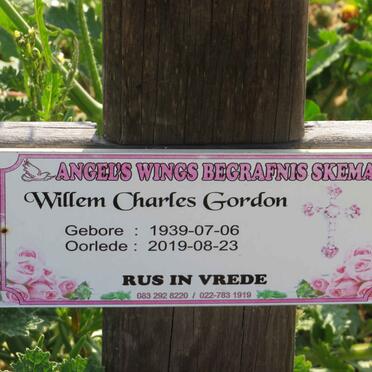 ANGEL'S WINGS BEGRAFNIS SKEMA
Willem Charles Gordon
Gebore : 1939-07-06
Oorlede : 2019-08-23
RUS IN VREDE
083 292 8220 / 022-783 1919